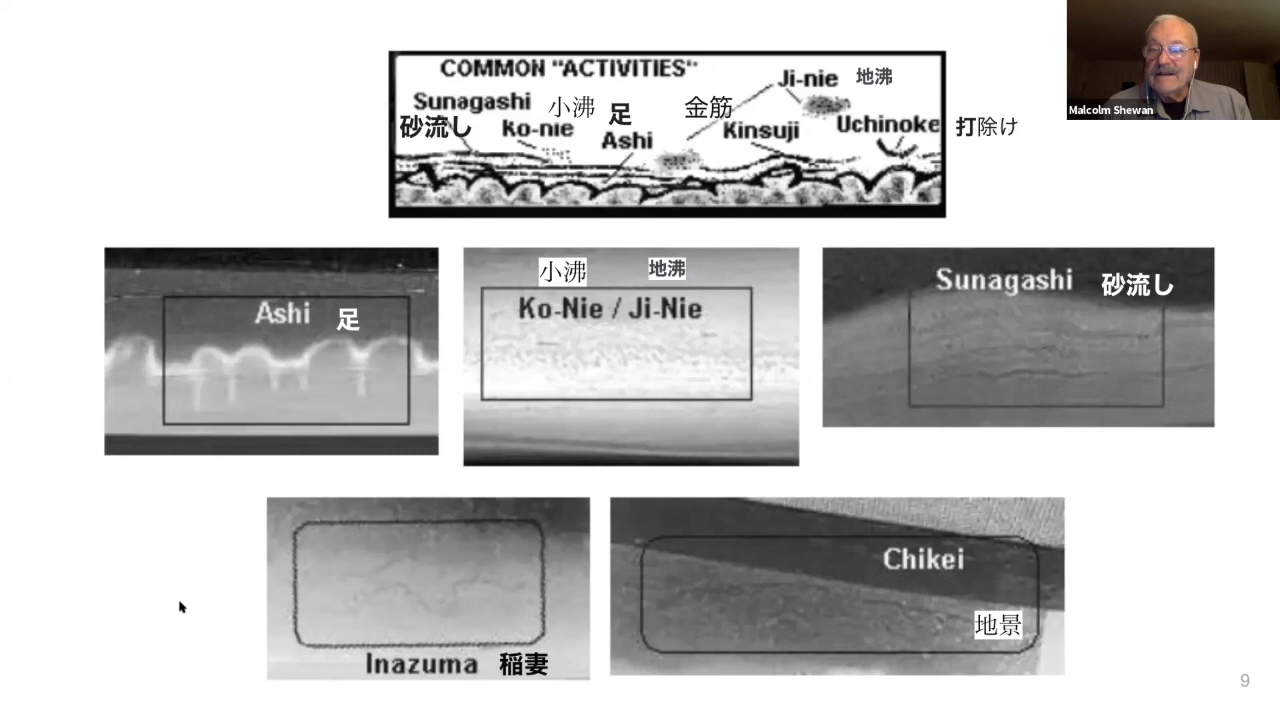 COMMON "ACTIVITIES"
Ji-nie 地沸
Sunagashi 小沸 足 金筋
砂流し ko-nie Ashi Kinsuji Uchinoke 打除け
Malcolm Shewan
Ashi 足
小沸 地沸
Ko-Nie / Ji-Nie
Sunagashi 砂流し
Inazuma 稲妻
Chikei
地景
9